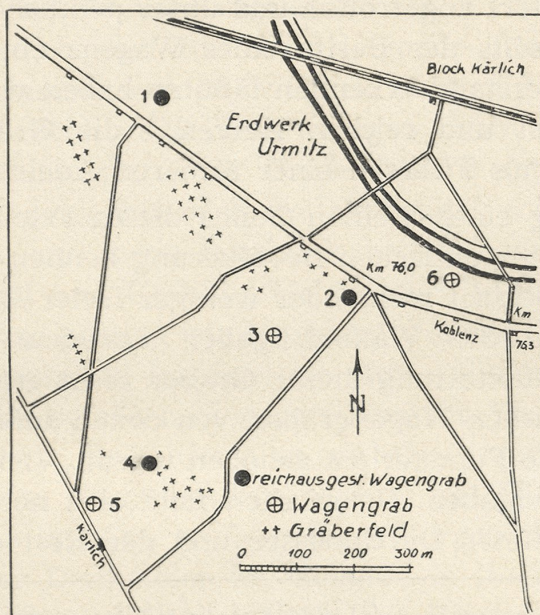 Block Kärlich
1
Erdwerk
Urmitz
Km 76,0
6
2
Km
Koblenz
76,3
3
N
4
reichausgest. Wagengrab
5
Wagengrab
Gräberfeld
Kärlich
0 100 200 300 m